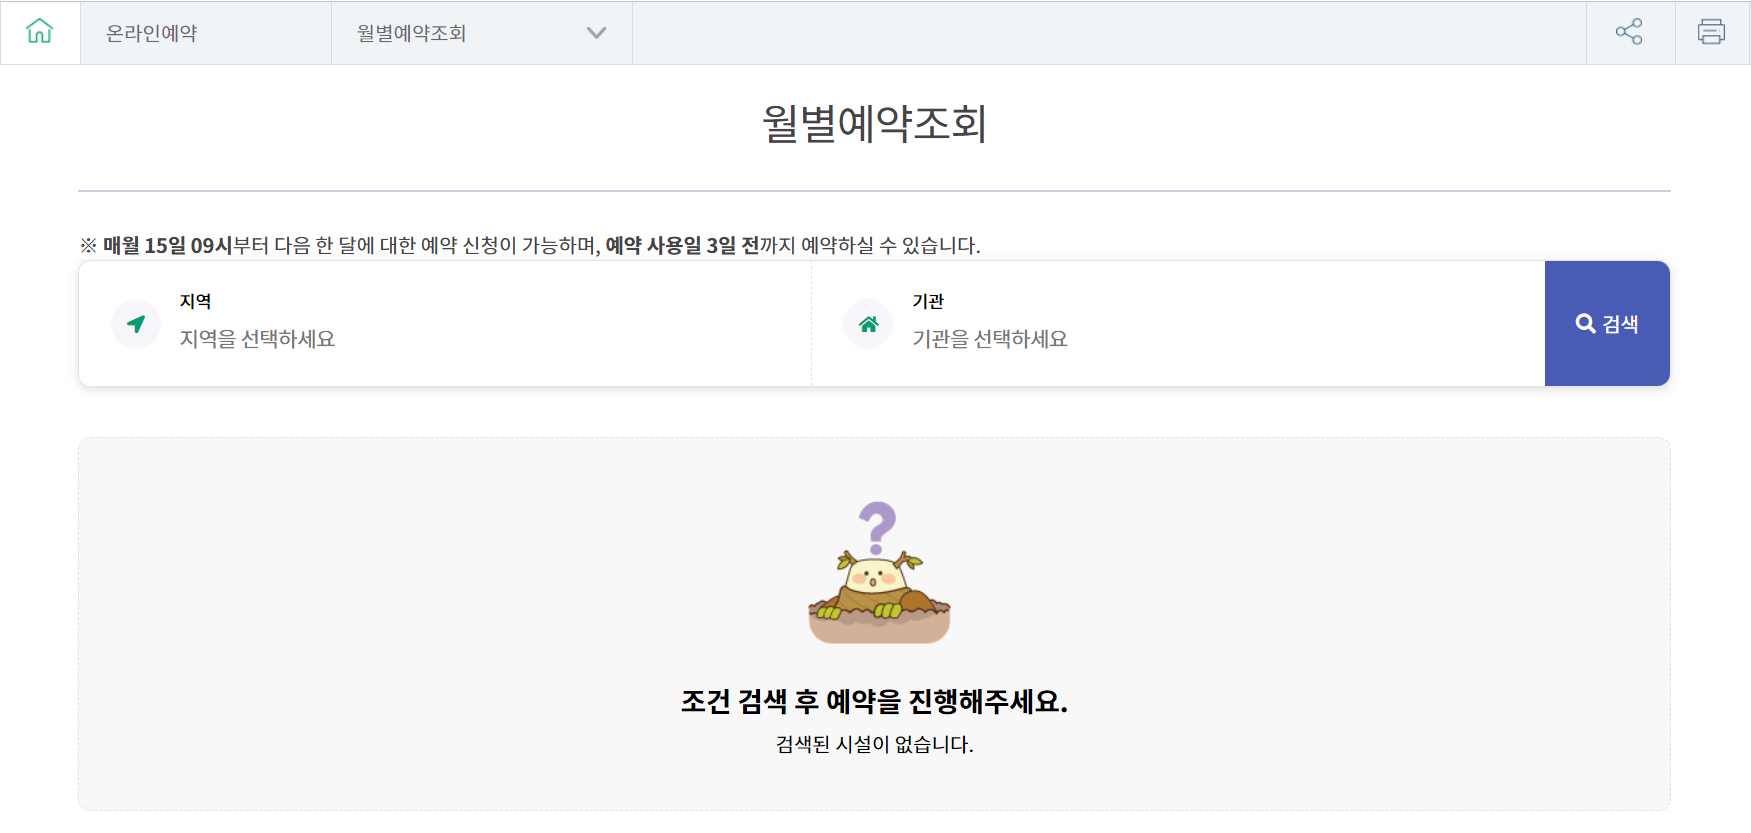 온라인예약
월별예약조회
월별예약조회
※ 매월 15일 09시부터 다음 한 달에 대한 예약 신청이 가능하며, 예약 사용일 3일 전까지 예약하실 수 있습니다.
지역
지역을 선택하세요
기관
기관을 선택하세요
검색
조건 검색 후 예약을 진행해주세요.
검색된 시설이 없습니다.